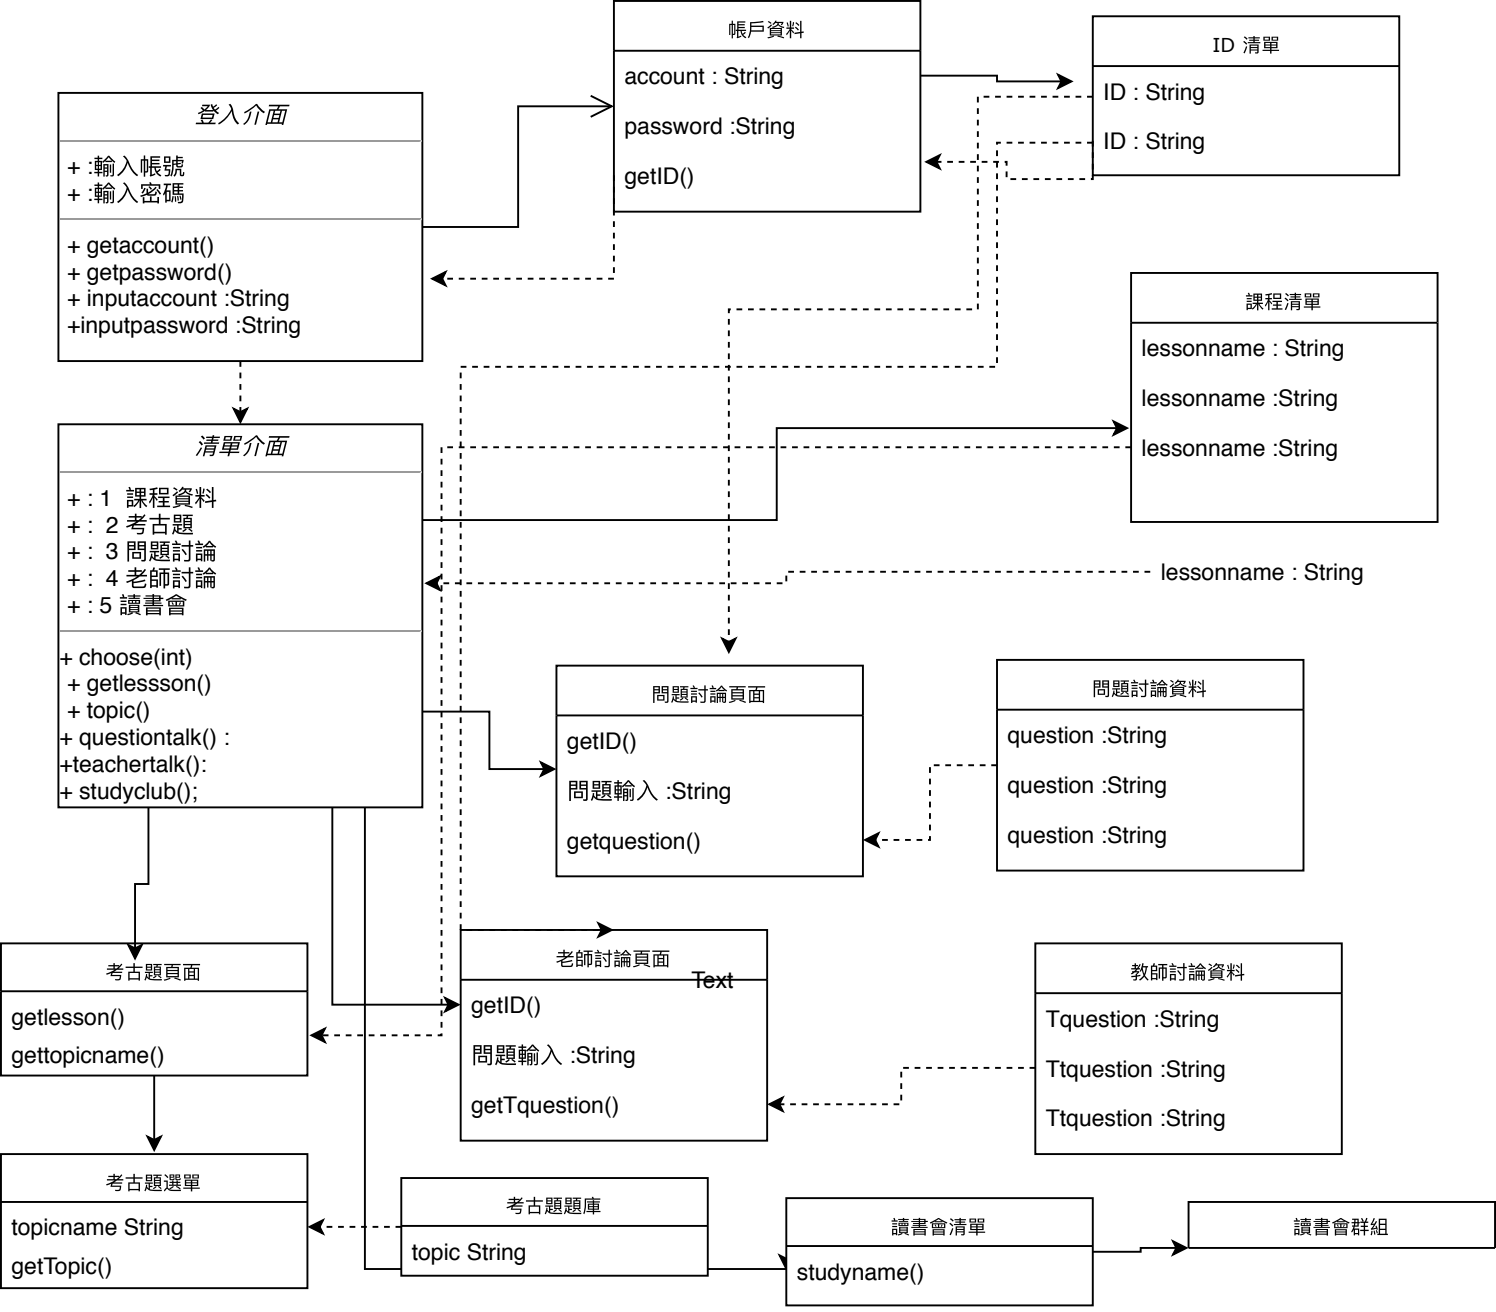 帳戶資料
account : String
password :String
getID()
ID 清單
ID : String
ID : String
登入介面
+ :輸入帳號
+ :輸入密碼
+ getaccount()
+ getpassword()
+ inputaccount :String
+inputpassword :String
課程清單
lessonname : String
lessonname :String
lessonname :String
清單介面
+ : 1 課程資料
+ : 2 考古題
+ : 3 問題討論
+ : 4 老師討論
+ : 5 讀書會
+ choose(int)
+ getlessson()
+ topic()
+ questiontalk() :
+teachertalk():
+ studyclub();
lessonname : String
問題討論頁面
getID()
問題輸入 :String
getquestion()
問題討論資料
question :String
question :String
question :String
考古題頁面
getlesson()
gettopicname()
老師討論頁面
Text
getID()
問題輸入 :String
getTquestion()
教師討論資料
Tquestion :String
Ttquestion :String
Ttquestion :String
考古題選單
topicname String
getTopic()
考古題題庫
topic String
讀書會清單
studyname()
讀書會群組